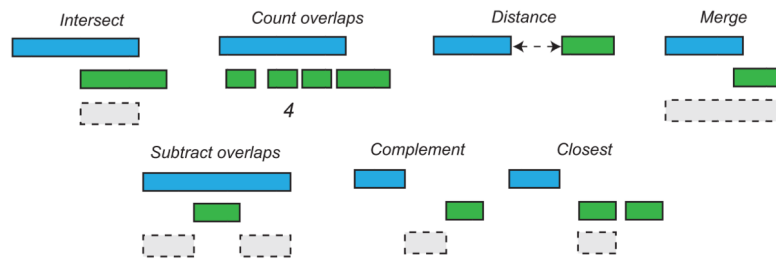 Intersect
Count overlaps
Distance
Merge
4
Subtract overlaps
Complement
Closest